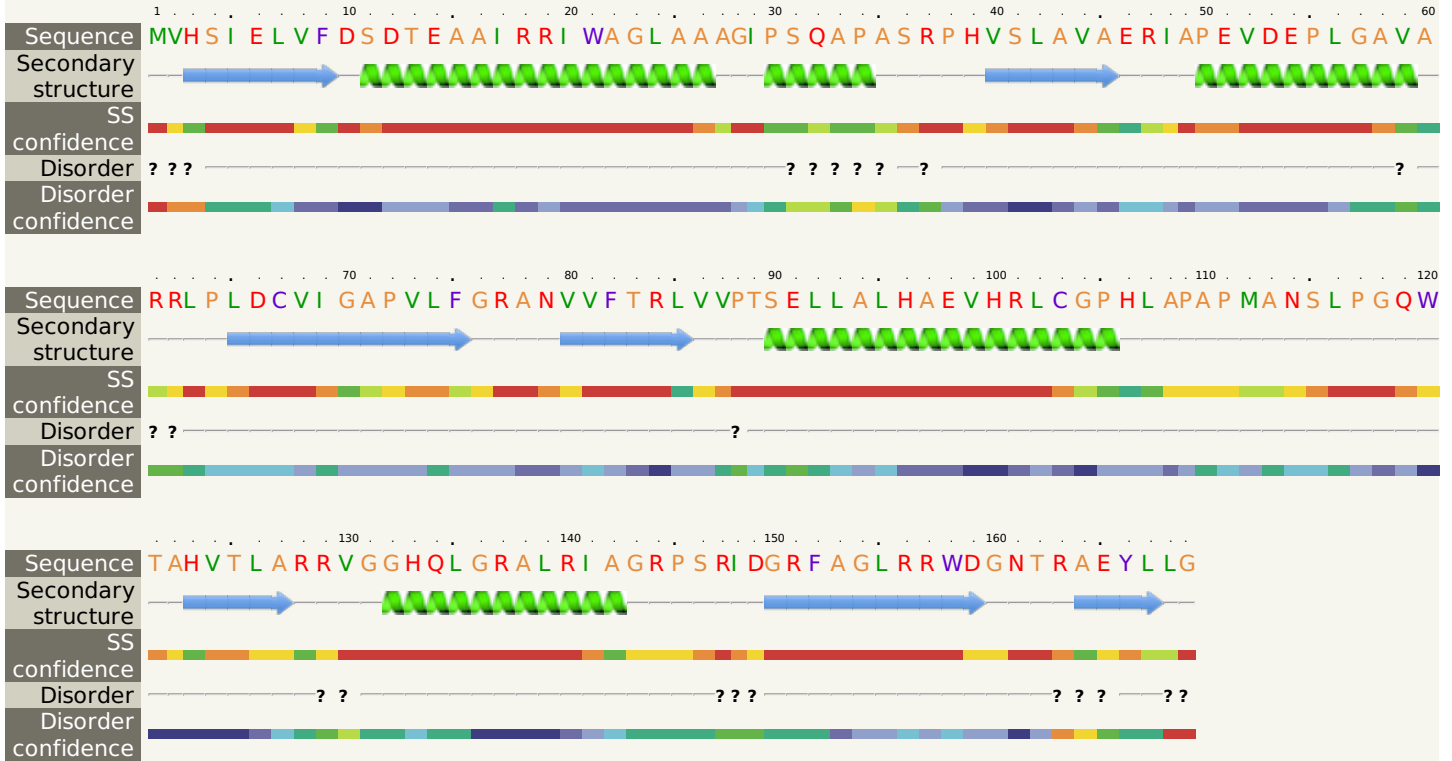 1 10 20 30 40 50 60
Sequence MVHSIELVFDSDTEAAIRRIWAGLAAAGIPSQAPASRPHVSLAVAERIAPEVDEPLGAVA
Secondary
structure
SS
confidence
Disorder ? ? ? ? ? ? ? ? ? ?
Disorder
confidence
70 80 90 100 110 120
Sequence RRLPLDCVIGAPVLFGRANVVFTRLVVPTSELLALHAEVHRLCGPHLAPAPMANSLPGQW
Secondary
structure
SS
confidence
Disorder ? ? ?
Disorder
confidence
130 140 150 160
Sequence TAHVTLARRVGGHQLGRALRIAGRPSRIDGRFAGLRRWDGNTRAEYLLG
Secondary
structure
SS
confidence
Disorder ? ? ? ? ? ? ? ? ? ?
Disorder
confidence